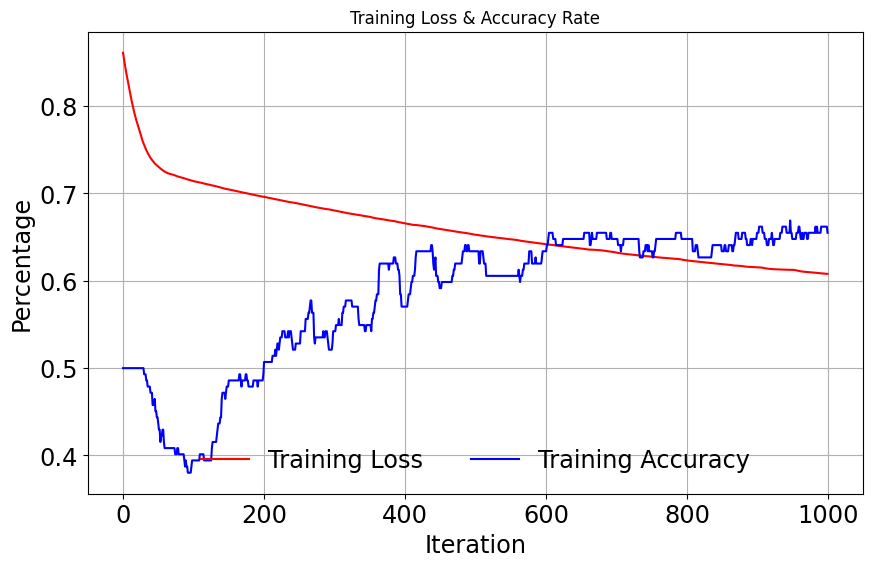 Training Loss & Accuracy Rate
Percentage
0.8
0.7
0.6
0.5
0.4
Training Loss
Training Accuracy
0
200
400
600
800
1000
Iteration